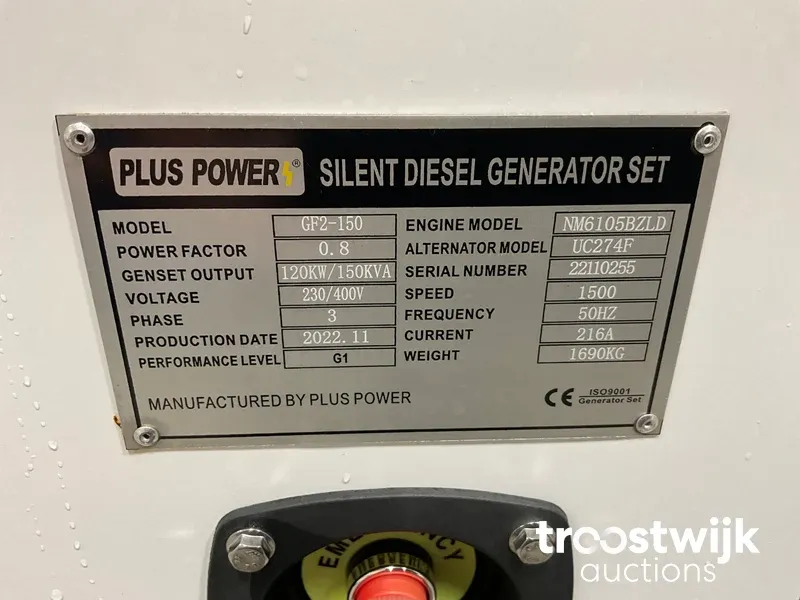 PLUS POWER ® SILENT DIESEL GENERATOR SET
MODEL GF2-150 ENGINE MODEL NM6105BZLD
POWER FACTOR 0.8 ALTERNATOR MODEL UC274F
GENSET OUTPUT 120KW/150KVA SERIAL NUMBER 22110255
VOLTAGE 230/400V SPEED 1500
PHASE 3 FREQUENCY 50HZ
PRODUCTION DATE 2022.11 CURRENT 216A
PERFORMANCE LEVEL G1 WEIGHT 1690KG
MANUFACTURED BY PLUS POWER CE ISO9001
Generator Set
EMERGENCY
troostwijk
auctions